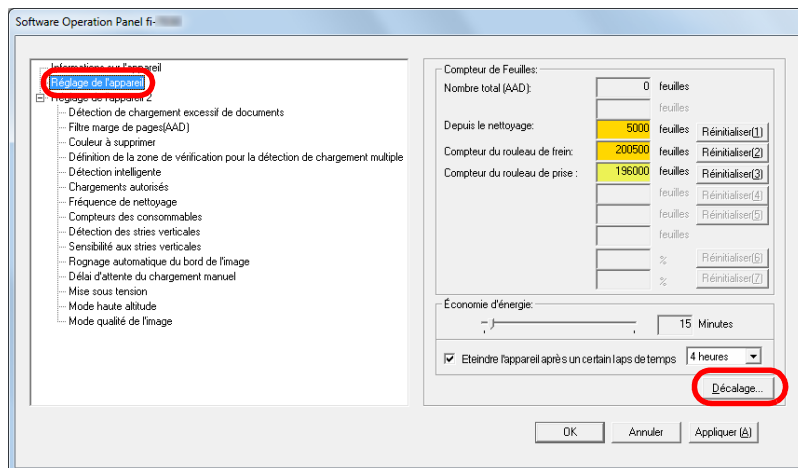 Software Operation Panel fi-
Informations sur l'appareil
Réglage de l'appareil
Réglage de l'appareil 2
Détection de chargement excessif de documents
Filtre marge de pages(AAD)
Couleur à supprimer
Définition de la zone de vérification pour la détection de chargement multiple
Détection intelligente
Chargements autorisés
Fréquence de nettoyage
Compteurs des consommables
Détection des stries verticales
Sensibilité aux stries verticales
Rognage automatique du bord de l'image
Délai d'attente du chargement manuel
Mise sous tension
Mode haute altitude
Mode qualité de l'image
Compteur de Feuilles:
Nombre total (AAD): 0 feuilles
feuilles
Depuis le nettoyage: 5000 feuilles Réinitialiser(1)
Compteur du rouleau de frein: 200500 feuilles Réinitialiser(2)
Compteur du rouleau de prise : 196000 feuilles Réinitialiser(3)
feuilles Réinitialiser(4)
feuilles Réinitialiser(5)
feuilles
% Réinitialiser(6)
% Réinitialiser(7)
Économie d'énergie:
15 Minutes
Eteindre l'appareil après un certain laps de temps 4 heures
Décalage...
OK Annuler Appliquer (A)